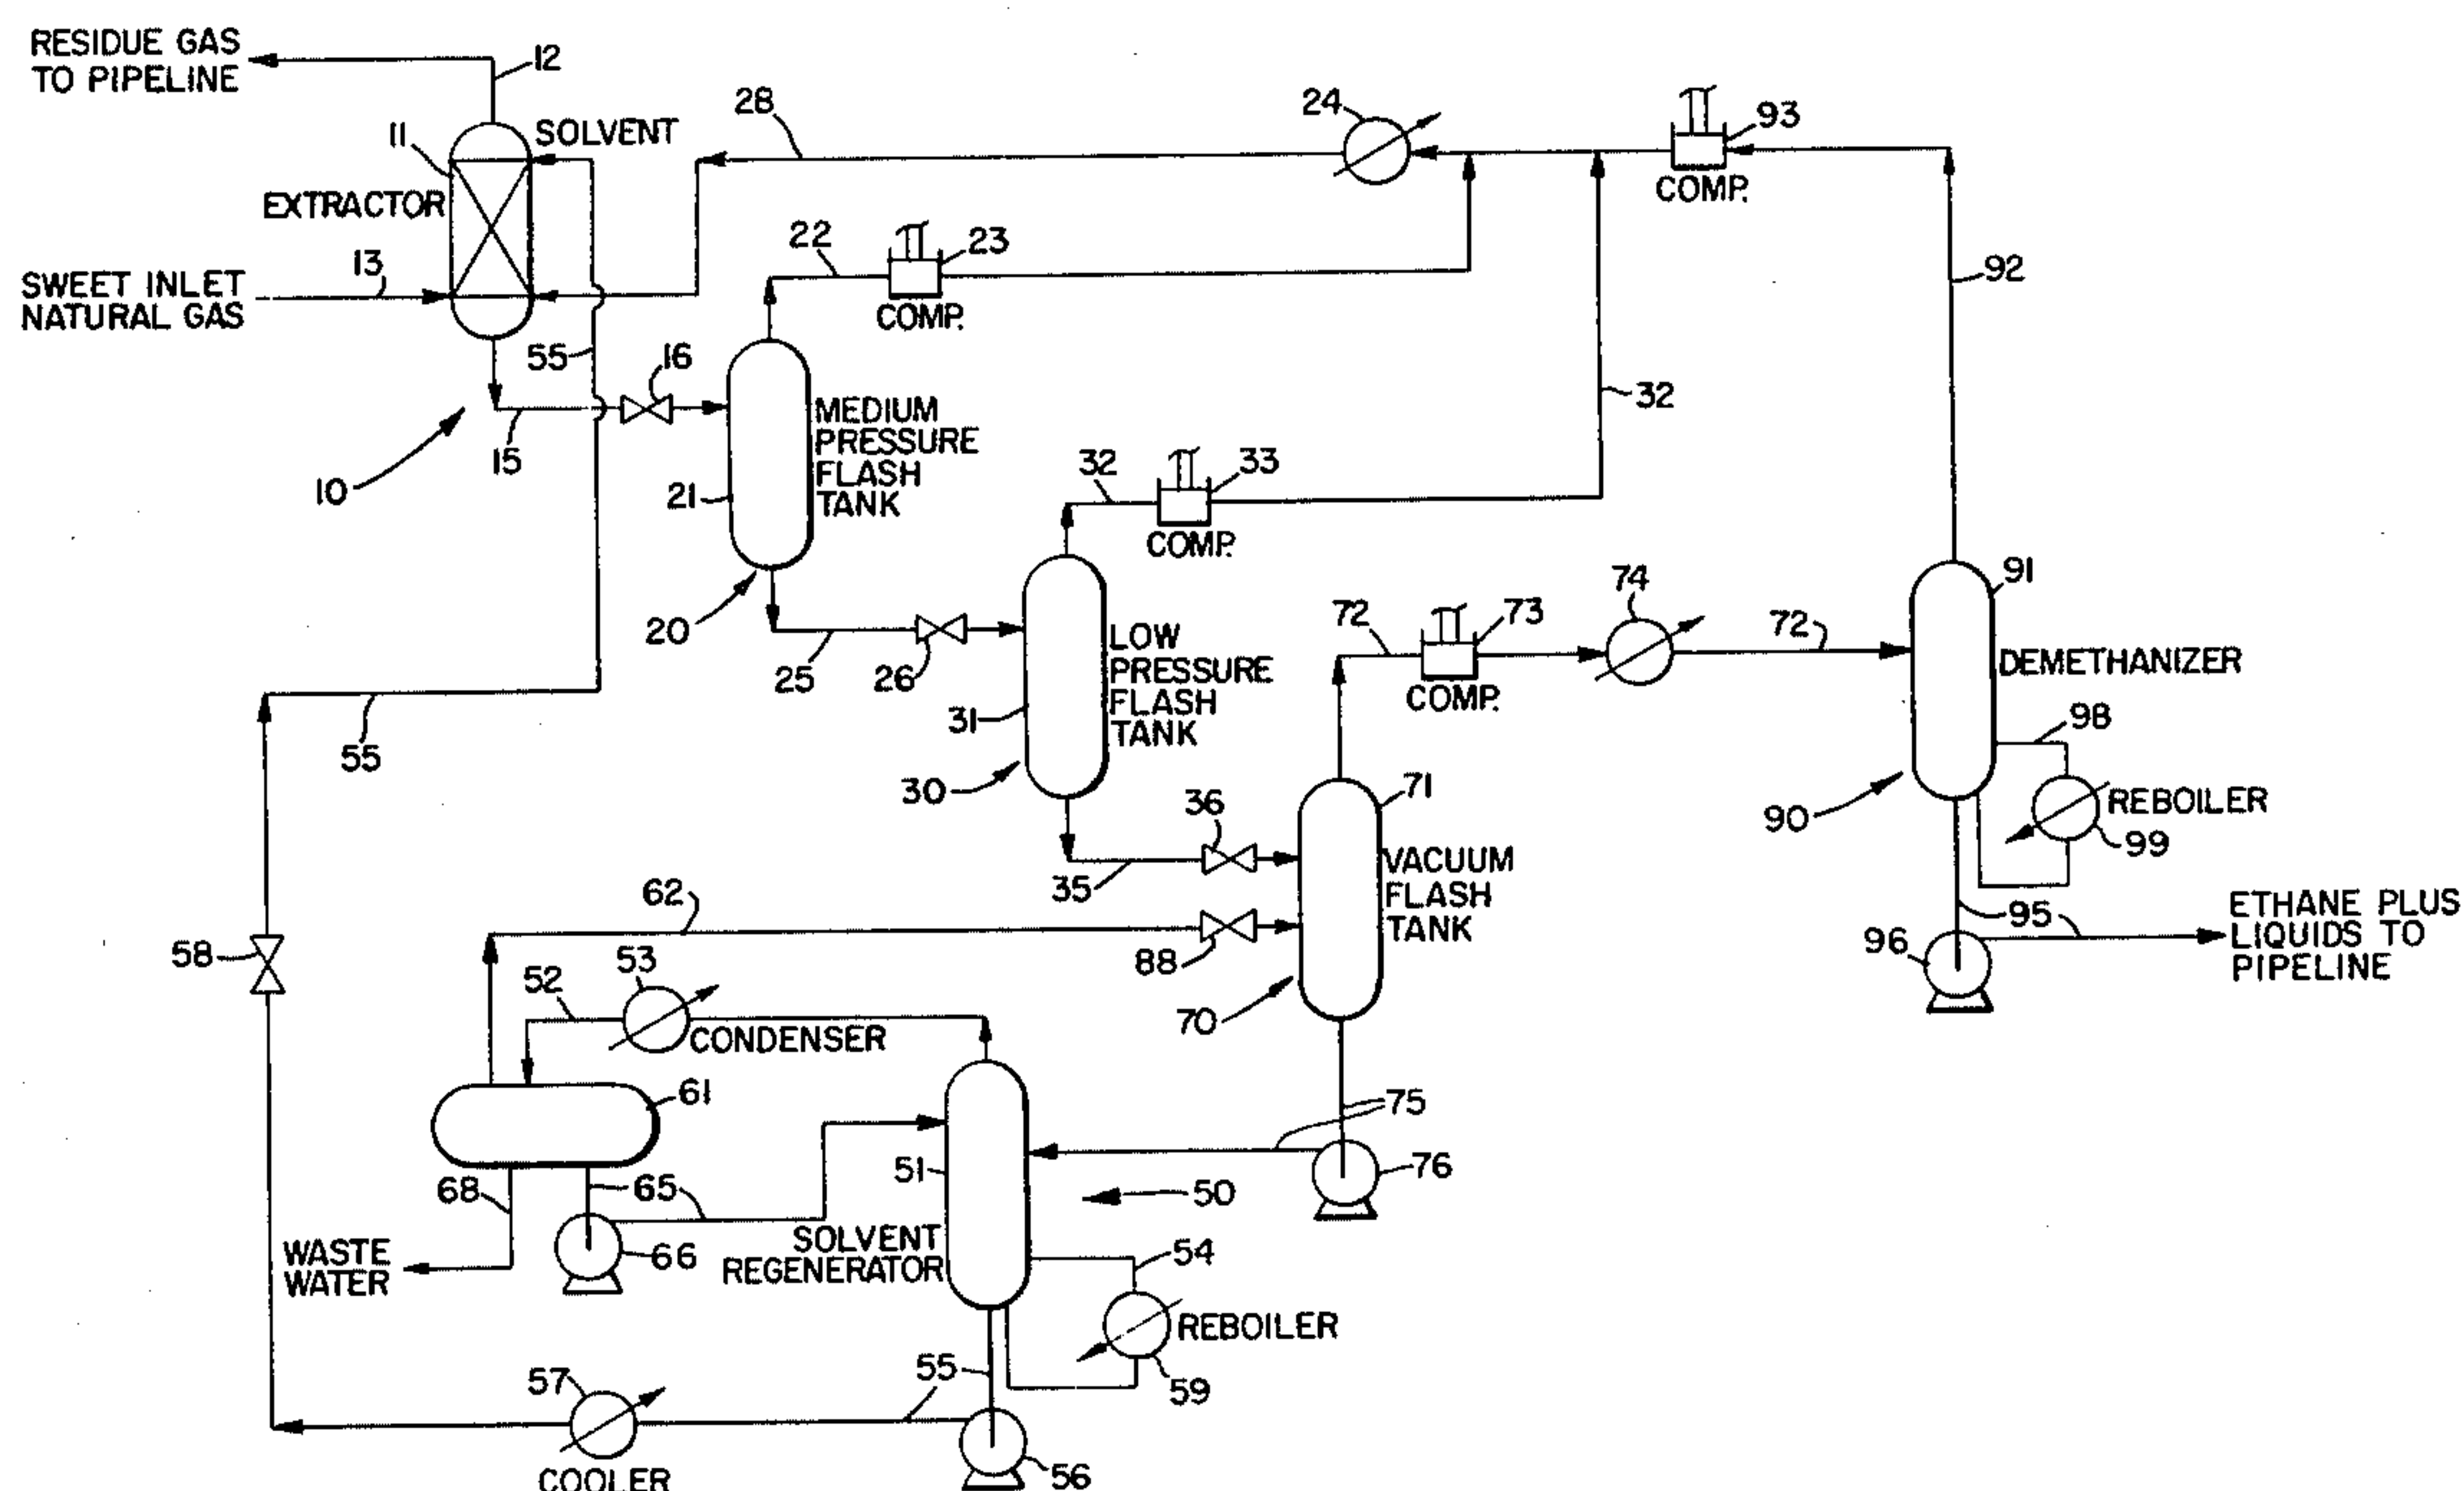 RESIDUE GAS
TO PIPELINE
12
11
SOLVENT
EXTRACTOR
13
SWEET INLET
NATURAL GAS
28
24
93
COMP.
22
23
COMP.
92
55
16
15
10
MEDIUM
PRESSURE
FLASH
TANK
21
20
32
32
33
COMP.
25
26
LOW
PRESSURE
FLASH
TANK
31
30
72
73
COMP.
74
72
91
DEMETHANIZER
98
REBOILER
99
90
55
35
36
71
VACUUM
FLASH
TANK
62
88
70
95
96
ETHANE PLUS
LIQUIDS TO
PIPELINE
58
52
53
CONDENSER
61
75
76
51
50
68
65
66
WASTE
WATER
SOLVENT
REGENERATOR
54
REBOILER
59
57
55
COOLER
56